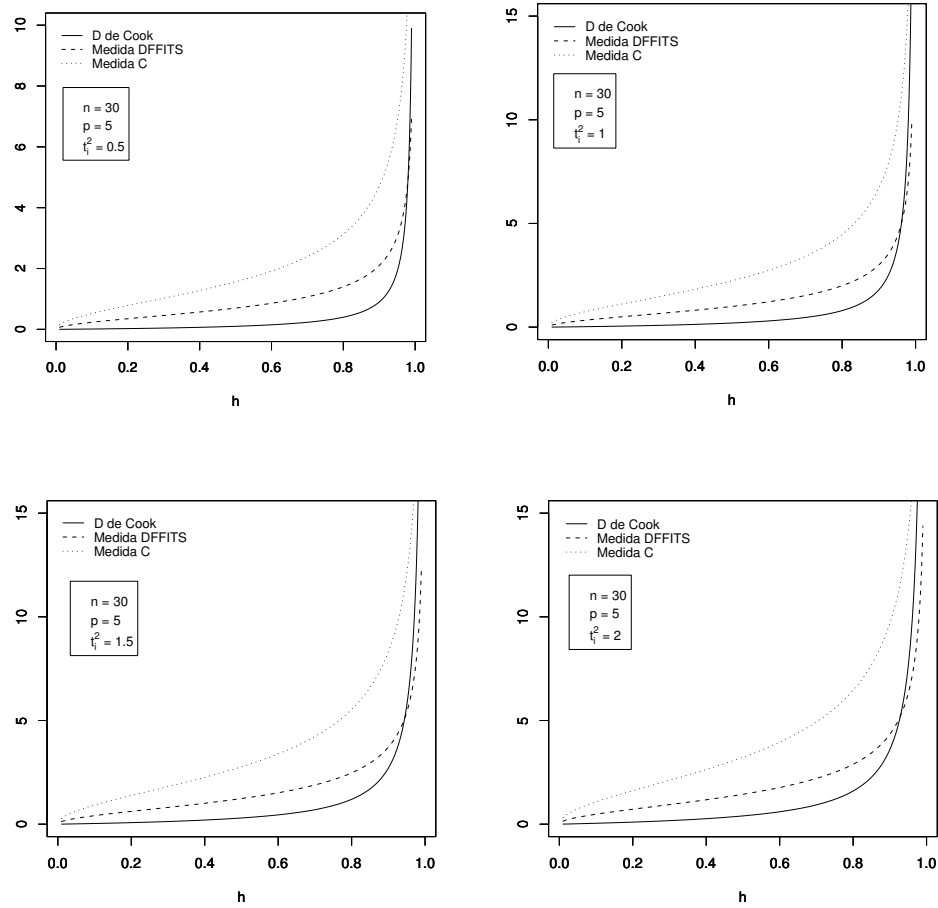 D de Cook
Medida DFFITS
Medida C
n = 30
p = 5
t_i^2 = 0.5
0 2 4 6 8 10
0.0 0.2 0.4 0.6 0.8 1.0
h
D de Cook
Medida DFFITS
Medida C
n = 30
p = 5
t_i^2 = 1
0 5 10 15
0.0 0.2 0.4 0.6 0.8 1.0
h
D de Cook
Medida DFFITS
Medida C
n = 30
p = 5
t_i^2 = 1.5
0 5 10 15
0.0 0.2 0.4 0.6 0.8 1.0
h
D de Cook
Medida DFFITS
Medida C
n = 30
p = 5
t_i^2 = 2
0 5 10 15
0.0 0.2 0.4 0.6 0.8 1.0
h